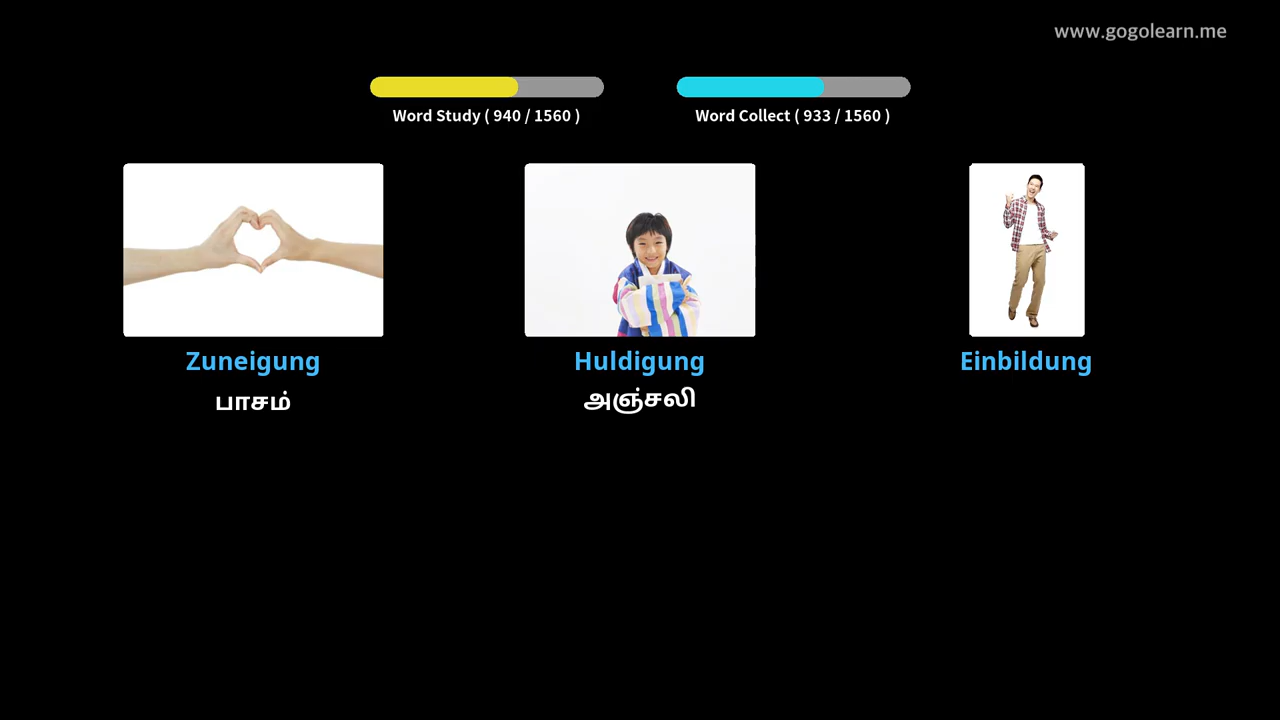 www.gogolearn.me
Word Study ( 940 / 1560 )
Word Collect ( 933 / 1560 )
Zuneigung
பாசம்
Huldigung
அஞ்சலி
Einbildung